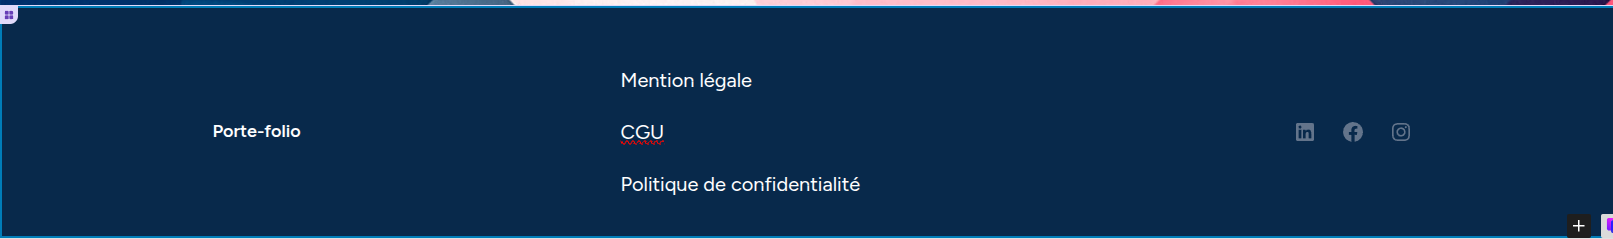 Mention légale
Porte-folio
CGU
Politique de confidentialité